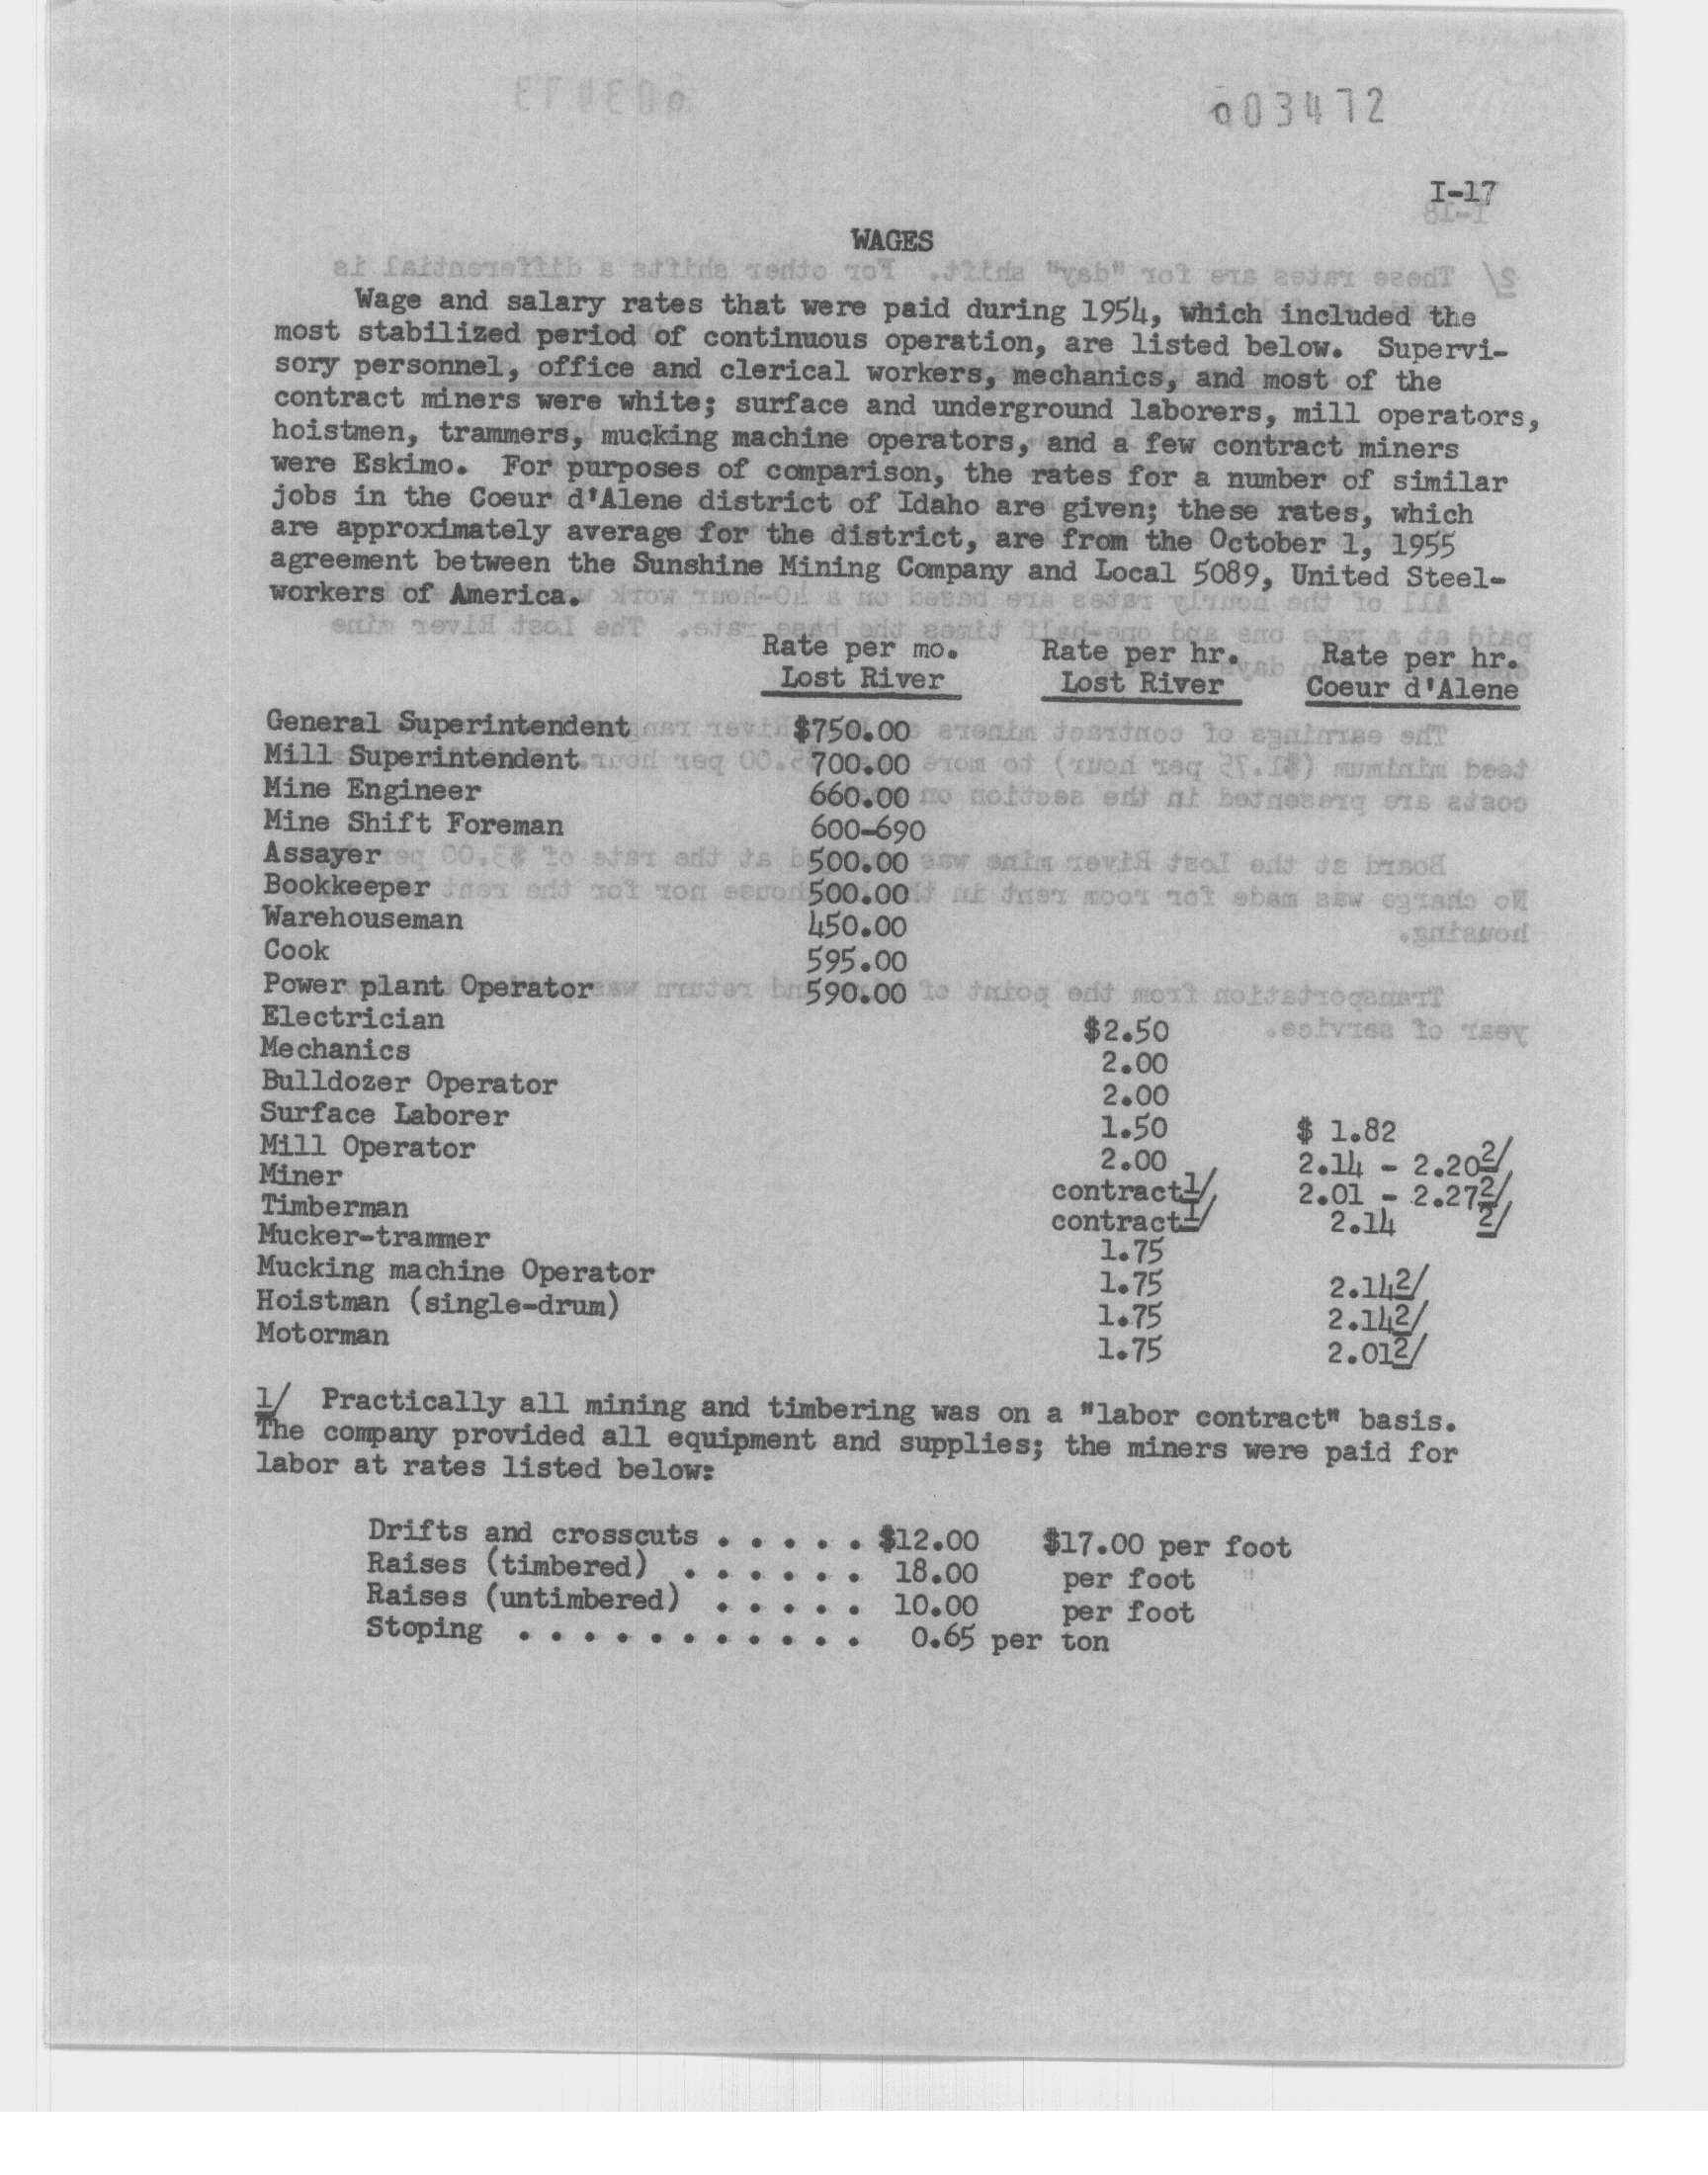 003472
I-17
WAGES
Wage and salary rates that were paid during 1954, which included the
most stabilized period of continuous operation, are listed below. Supervi-
sory personnel, office and clerical workers, mechanics, and most of the
contract miners were white; surface and underground laborers, mill operators,
hoistmen, trammers, mucking machine operators, and a few contract miners
were Eskimo. For purposes of comparison, the rates for a number of similar
jobs in the Coeur d'Alene district of Idaho are given; these rates, which
are approximately average for the district, are from the October 1, 1955
agreement between the Sunshine Mining Company and Local 5089, United Steel-
workers of America.
Rate per mo. Rate per hr. Rate per hr.
Lost River Lost River Coeur d'Alene
General Superintendent $750.00
Mill Superintendent 700.00
Mine Engineer 660.00
Mine Shift Foreman 600-690
Assayer 500.00
Bookkeeper 500.00
Warehouseman 450.00
Cook 595.00
Power plant Operator 590.00
Electrician $2.50
Mechanics 2.00
Bulldozer Operator 2.00
Surface Laborer 1.50 $ 1.82
Mill Operator 2.00 2.14 - 2.20 2/
Miner contract 1/ 2.01 - 2.27 2/
Timberman contract 1/ 2.14 2/
Mucker-trammer 1.75
Mucking machine Operator 1.75 2.14 2/
Hoistman (single-drum) 1.75 2.14 2/
Motorman 1.75 2.01 2/
1/ Practically all mining and timbering was on a "labor contract" basis.
The company provided all equipment and supplies; the miners were paid for
labor at rates listed below:
Drifts and crosscuts . . . . . $12.00 $17.00 per foot
Raises (timbered) . . . . . . 18.00 per foot
Raises (untimbered) . . . . . 10.00 per foot
Stoping . . . . . . . . . . . 0.65 per ton